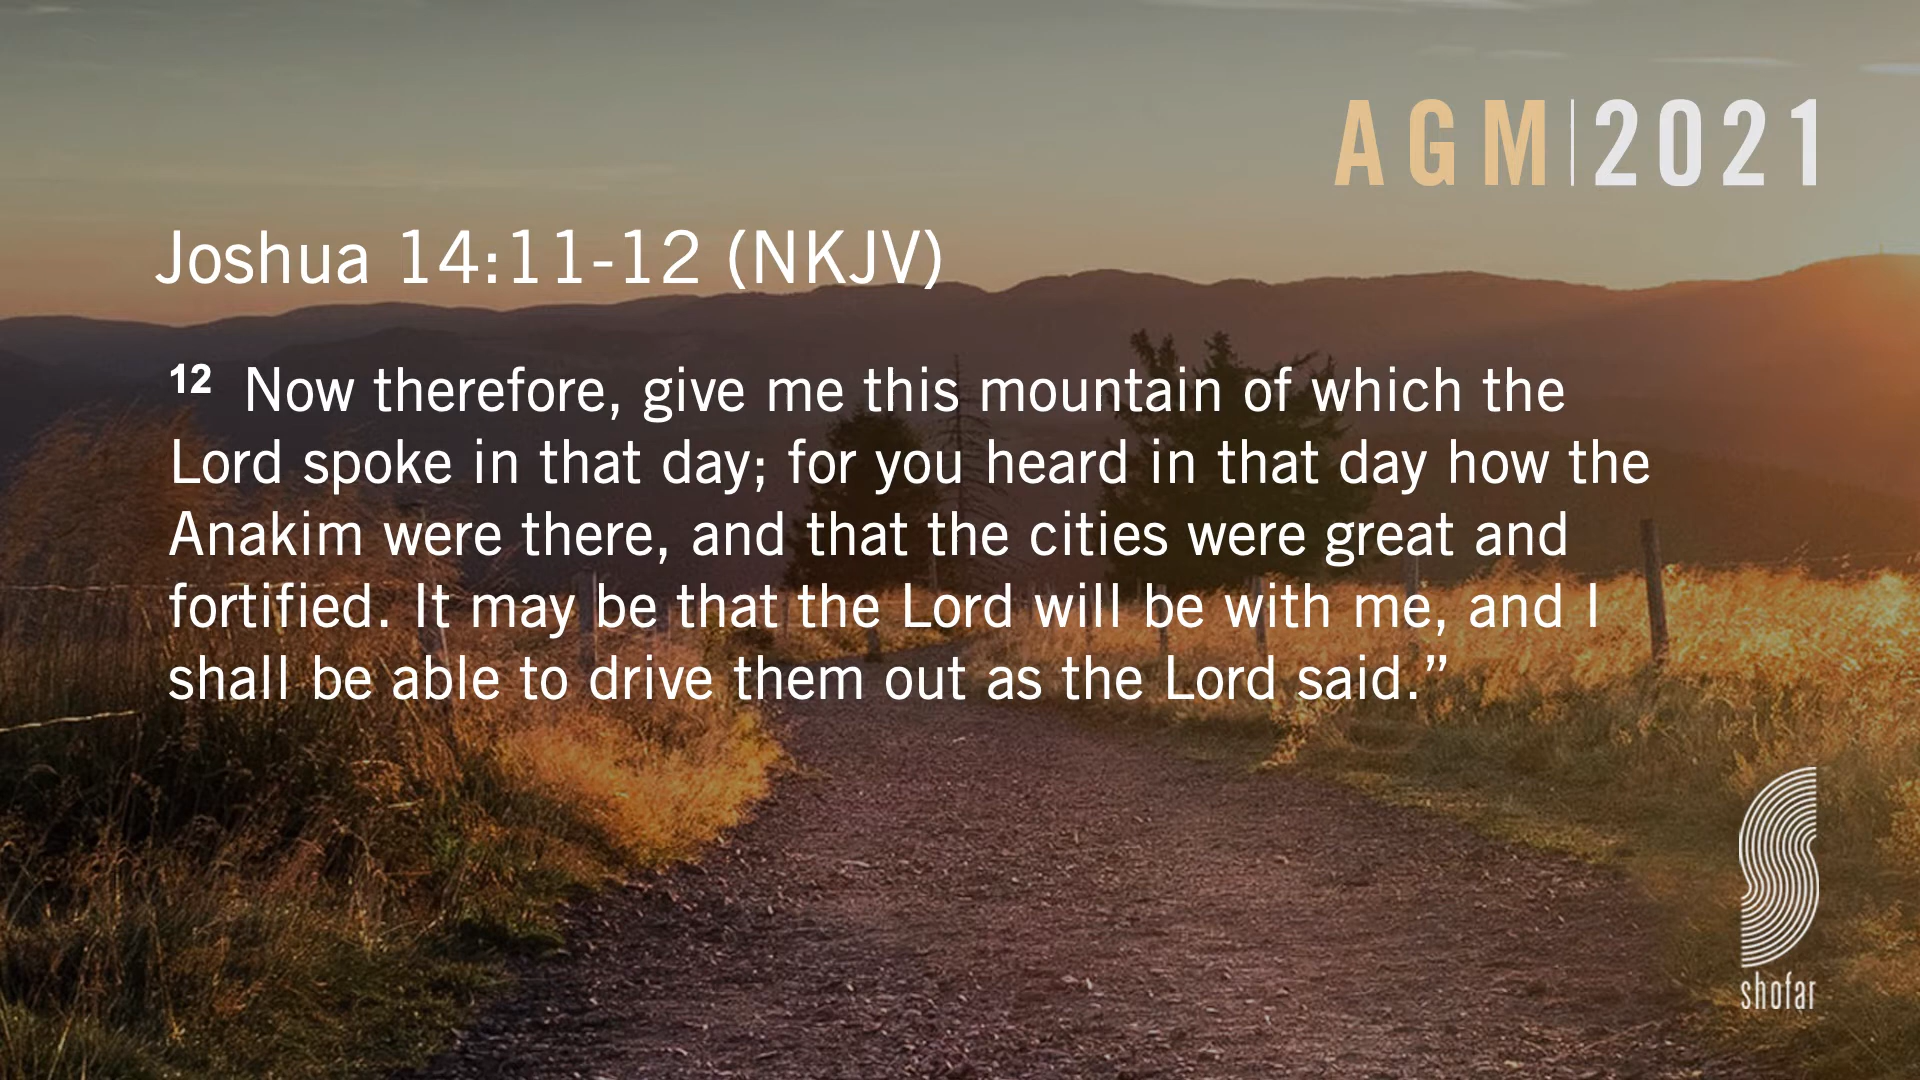 AGM|2021
Joshua 14:11-12 (NKJV)
12 Now therefore, give me this mountain of which the
Lord spoke in that day; for you heard in that day how the
Anakim were there, and that the cities were great and
fortified. It may be that the Lord will be with me, and I
shall be able to drive them out as the Lord said.”
shofar